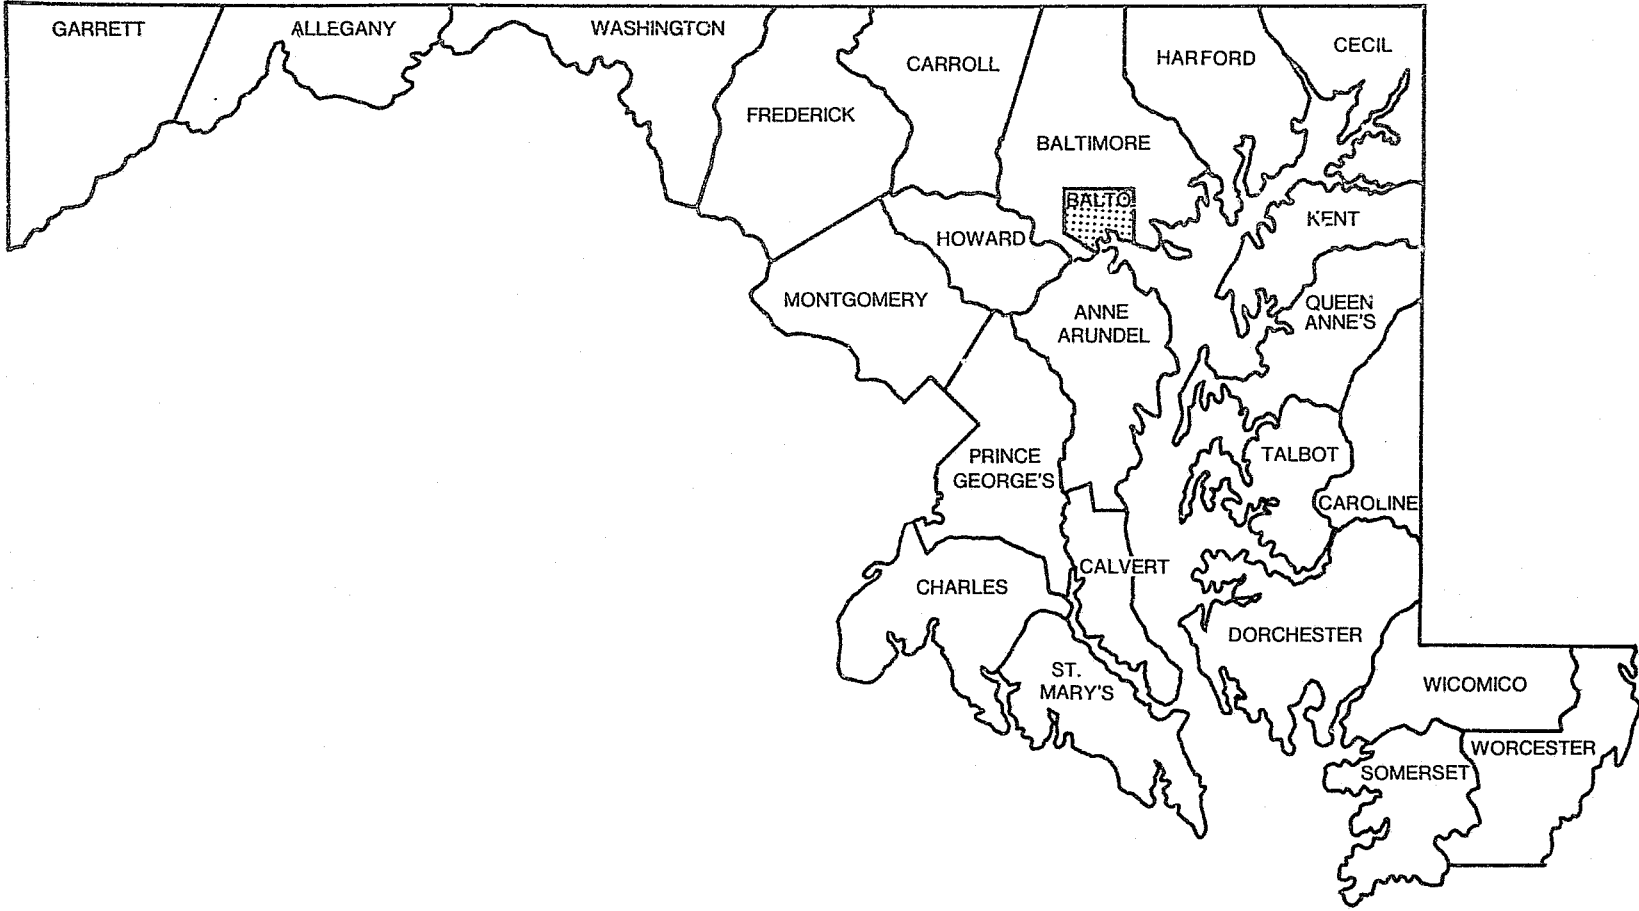 GARRETT
ALLEGANY
WASHINGTON
FREDERICK
CARROLL
BALTIMORE
HARFORD
CECIL
BALTO
KENT
HOWARD
MONTGOMERY
ANNE
ARUNDEL
QUEEN
ANNE'S
PRINCE
GEORGE'S
TALBOT
CAROLINE
CALVERT
CHARLES
DORCHESTER
ST.
MARY'S
WICOMICO
WORCESTER
SOMERSET